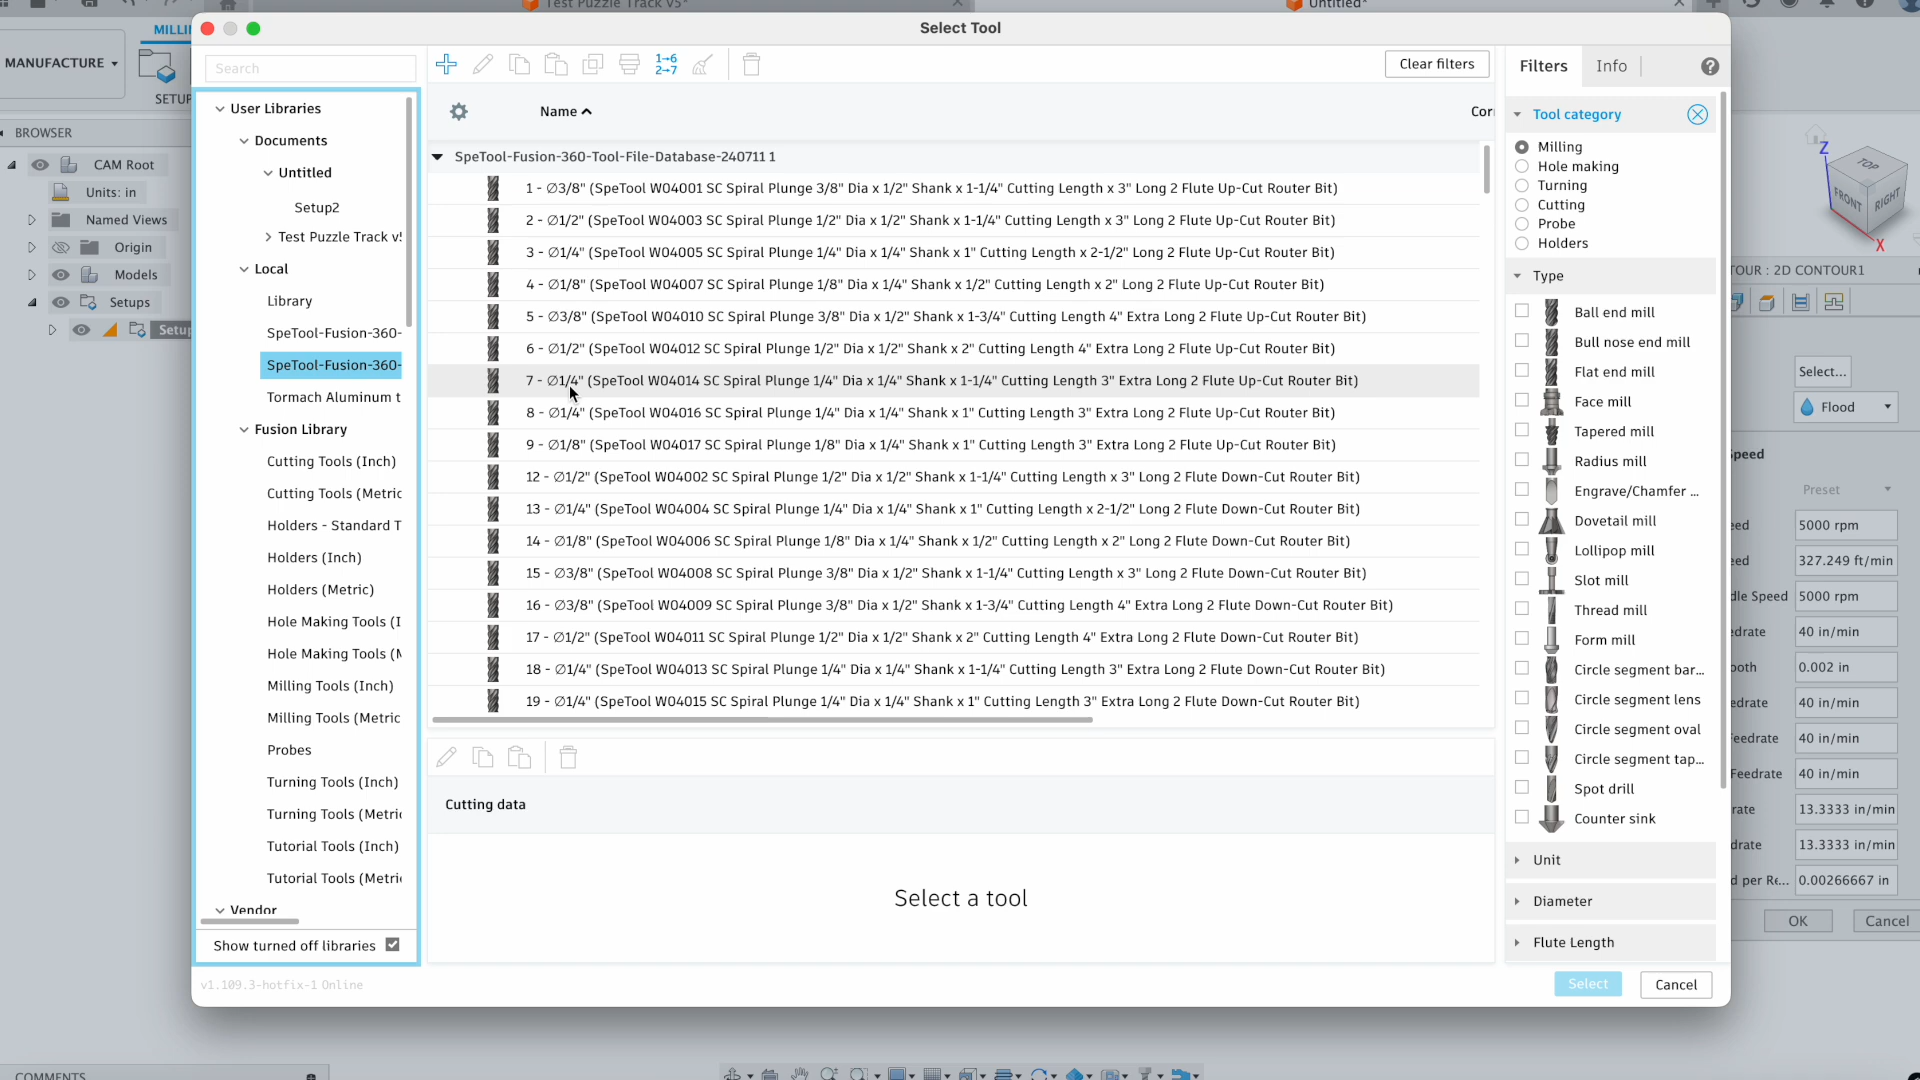 Test Puzzle Track v5*
Untitled*
Select Tool
MANUFACTURE
MILLI
SETUP
Search
Clear filters
Filters
Info
User Libraries
Documents
Untitled
Setup2
Test Puzzle Track v5
Local
Library
SpeTool-Fusion-360-
SpeTool-Fusion-360-
Tormach Aluminum t
Fusion Library
Cutting Tools (Inch)
Cutting Tools (Metric
Holders - Standard T
Holders (Inch)
Holders (Metric)
Hole Making Tools (I
Hole Making Tools (M
Milling Tools (Inch)
Milling Tools (Metric
Probes
Turning Tools (Inch)
Turning Tools (Metric
Tutorial Tools (Inch)
Tutorial Tools (Metri
Vendor
Show turned off libraries
v1.109.3-hotfix-1 Online
BROWSER
CAM Root
Units: in
Named Views
Origin
Models
Setups
Setup
COMMENTS
1→6
2→7
Name
Cor
SpeTool-Fusion-360-Tool-File-Database-240711 1
1 - ∅3/8" (SpeTool W04001 SC Spiral Plunge 3/8" Dia x 1/2" Shank x 1-1/4" Cutting Length x 3" Long 2 Flute Up-Cut Router Bit)
2 - ∅1/2" (SpeTool W04003 SC Spiral Plunge 1/2" Dia x 1/2" Shank x 1-1/4" Cutting Length x 3" Long 2 Flute Up-Cut Router Bit)
3 - ∅1/4" (SpeTool W04005 SC Spiral Plunge 1/4" Dia x 1/4" Shank x 1" Cutting Length x 2-1/2" Long 2 Flute Up-Cut Router Bit)
4 - ∅1/8" (SpeTool W04007 SC Spiral Plunge 1/8" Dia x 1/4" Shank x 1/2" Cutting Length x 2" Long 2 Flute Up-Cut Router Bit)
5 - ∅3/8" (SpeTool W04010 SC Spiral Plunge 3/8" Dia x 1/2" Shank x 1-3/4" Cutting Length 4" Extra Long 2 Flute Up-Cut Router Bit)
6 - ∅1/2" (SpeTool W04012 SC Spiral Plunge 1/2" Dia x 1/2" Shank x 2" Cutting Length 4" Extra Long 2 Flute Up-Cut Router Bit)
7 - ∅1/4" (SpeTool W04014 SC Spiral Plunge 1/4" Dia x 1/4" Shank x 1-1/4" Cutting Length 3" Extra Long 2 Flute Up-Cut Router Bit)
8 - ∅1/4" (SpeTool W04016 SC Spiral Plunge 1/4" Dia x 1/4" Shank x 1" Cutting Length 3" Extra Long 2 Flute Up-Cut Router Bit)
9 - ∅1/8" (SpeTool W04017 SC Spiral Plunge 1/8" Dia x 1/4" Shank x 1" Cutting Length 3" Extra Long 2 Flute Up-Cut Router Bit)
12 - ∅1/2" (SpeTool W04002 SC Spiral Plunge 1/2" Dia x 1/2" Shank x 1-1/4" Cutting Length x 3" Long 2 Flute Down-Cut Router Bit)
13 - ∅1/4" (SpeTool W04004 SC Spiral Plunge 1/4" Dia x 1/4" Shank x 1" Cutting Length x 2-1/2" Long 2 Flute Down-Cut Router Bit)
14 - ∅1/8" (SpeTool W04006 SC Spiral Plunge 1/8" Dia x 1/4" Shank x 1/2" Cutting Length x 2" Long 2 Flute Down-Cut Router Bit)
15 - ∅3/8" (SpeTool W04008 SC Spiral Plunge 3/8" Dia x 1/2" Shank x 1-1/4" Cutting Length x 3" Long 2 Flute Down-Cut Router Bit)
16 - ∅3/8" (SpeTool W04009 SC Spiral Plunge 3/8" Dia x 1/2" Shank x 1-3/4" Cutting Length 4" Extra Long 2 Flute Down-Cut Router Bit)
17 - ∅1/2" (SpeTool W04011 SC Spiral Plunge 1/2" Dia x 1/2" Shank x 2" Cutting Length 4" Extra Long 2 Flute Down-Cut Router Bit)
18 - ∅1/4" (SpeTool W04013 SC Spiral Plunge 1/4" Dia x 1/4" Shank x 1-1/4" Cutting Length 3" Extra Long 2 Flute Down-Cut Router Bit)
19 - ∅1/4" (SpeTool W04015 SC Spiral Plunge 1/4" Dia x 1/4" Shank x 1" Cutting Length 3" Extra Long 2 Flute Down-Cut Router Bit)
Cutting data
Select a tool
Tool category
Milling
Hole making
Turning
Cutting
Probe
Holders
Type
Ball end mill
Bull nose end mill
Flat end mill
Face mill
Tapered mill
Radius mill
Engrave/Chamfer ...
Dovetail mill
Lollipop mill
Slot mill
Thread mill
Form mill
Circle segment bar...
Circle segment lens
Circle segment oval
Circle segment tap...
Spot drill
Counter sink
Unit
Diameter
Flute Length
Select
Cancel
Z
TOP
FRONT
RIGHT
X
TOUR : 2D CONTOUR1
Select...
Flood
peed
Preset
eed 5000 rpm
eed 327.249 ft/min
dle Speed 5000 rpm
edrate 40 in/min
ooth 0.002 in
edrate 40 in/min
eedrate 40 in/min
Feedrate 40 in/min
rate 13.3333 in/min
drate 13.3333 in/min
d per Re... 0.00266667 in
OK
Cancel